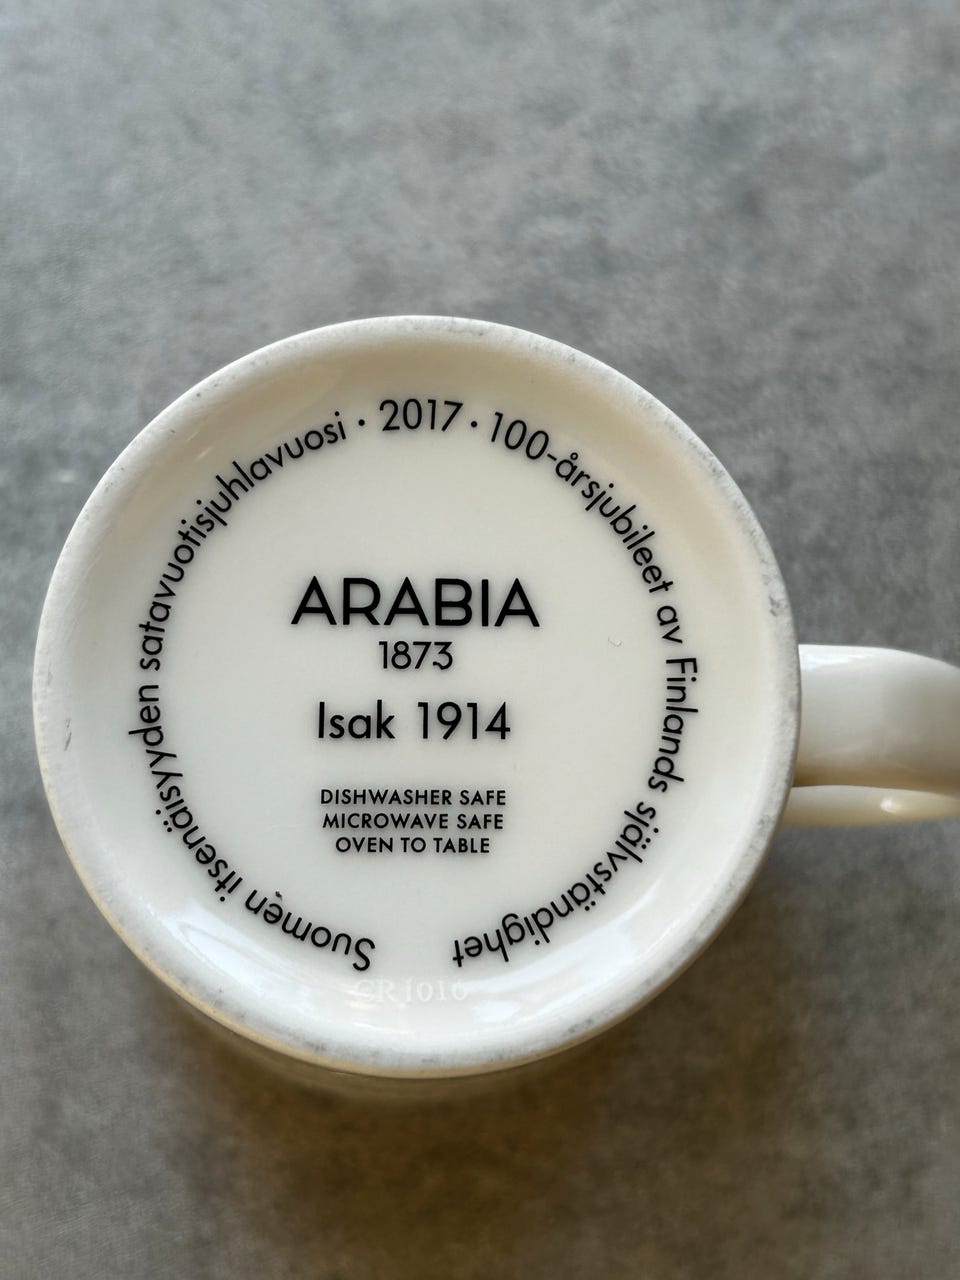 Suomen itsenäisyyden satavuotisjuhlavuosi · 2017 · 100-årsjubileet av Finlands självständighet
ARABIA
1873
Isak 1914
DISHWASHER SAFE
MICROWAVE SAFE
OVEN TO TABLE